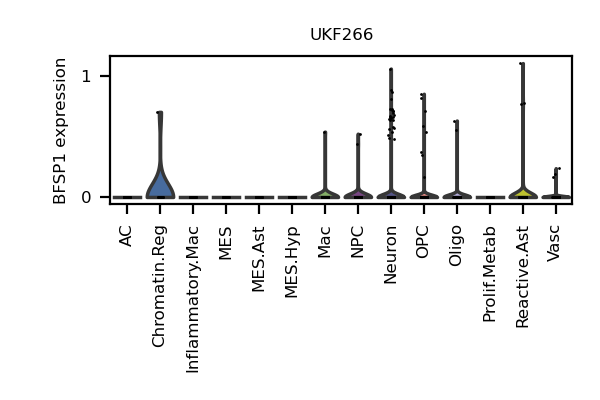 UKF266
BFSP1 expression
1
0
AC
Chromatin.Reg
Inflammatory.Mac
MES
MES.Ast
MES.Hyp
Mac
NPC
Neuron
OPC
Oligo
Prolif.Metab
Reactive.Ast
Vasc